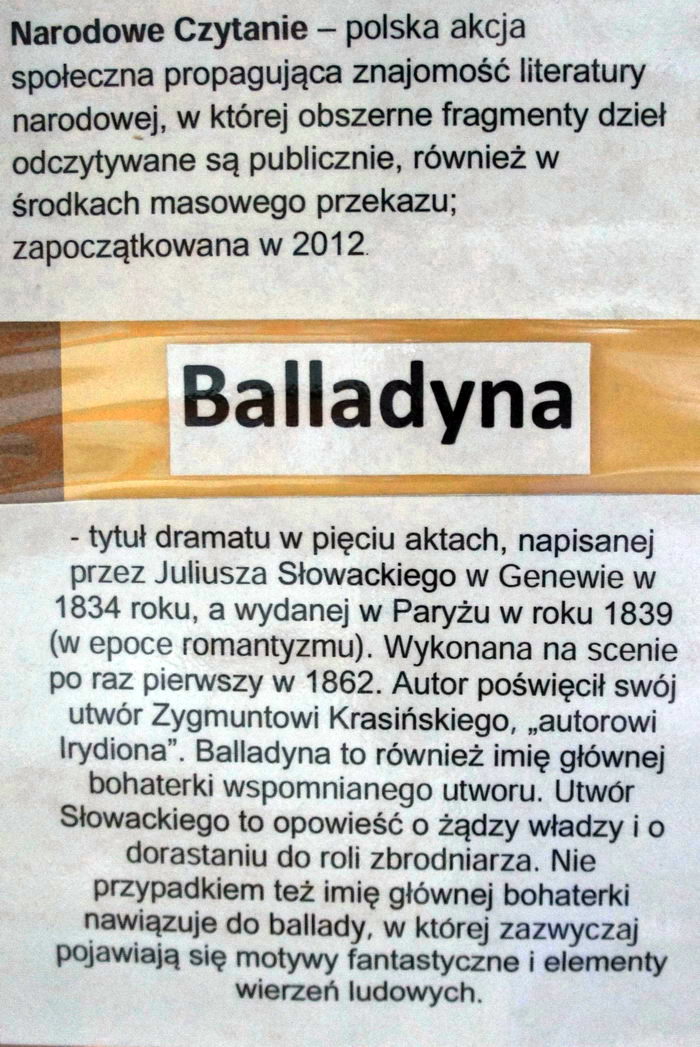 Narodowe Czytanie – polska akcja
społeczna propagująca znajomość literatury
narodowej, w której obszerne fragmenty dzieł
odczytywane są publicznie, również w
środkach masowego przekazu;
zapoczątkowana w 2012.
Balladyna
- tytuł dramatu w pięciu aktach, napisanej
przez Juliusza Słowackiego w Genewie w
1834 roku, a wydanej w Paryżu w roku 1839
(w epoce romantyzmu). Wykonana na scenie
po raz pierwszy w 1862. Autor poświęcił swój
utwór Zygmuntowi Krasińskiego, „autorowi
Irydiona”. Balladyna to również imię głównej
bohaterki wspomnianego utworu. Utwór
Słowackiego to opowieść o żądzy władzy i o
dorastaniu do roli zbrodniarza. Nie
przypadkiem też imię głównej bohaterki
nawiązuje do ballady, w której zazwyczaj
pojawiają się motywy fantastyczne i elementy
wierzeń ludowych.